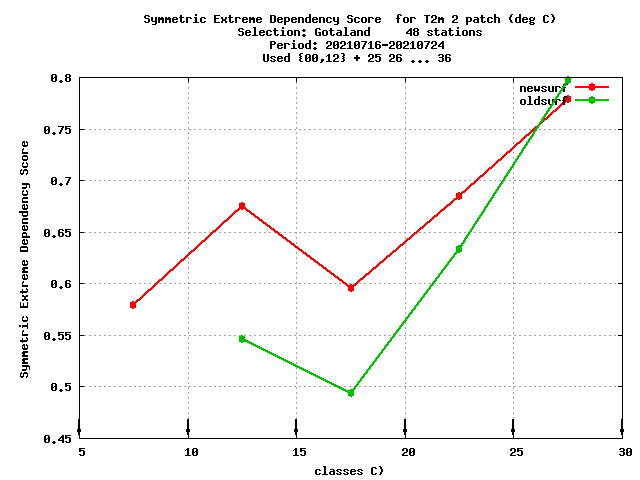 Symmetric Extreme Dependency Score  for T2m 2 patch (deg C)
Selection: Gotaland     48 stations
Period: 20210716-20210724
Used {00,12} + 25 26 ... 36
newsurf
oldsurf
Symmetric Extreme Dependency Score
0.8
0.75
0.7
0.65
0.6
0.55
0.5
0.45
5 10 15 20 25 30
classes C)